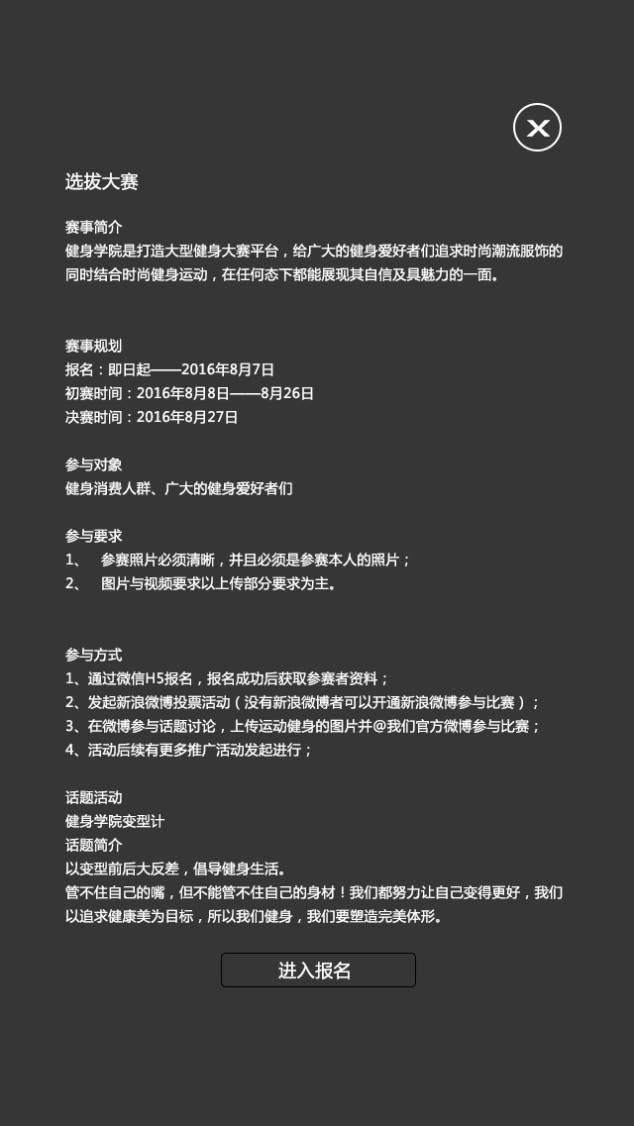 选拔大赛
赛事简介
健身学院是打造大型健身大赛平台，给广大的健身爱好者们追求时尚潮流服饰的
同时结合时尚健身运动，在任何态下都能展现其自信及具魅力的一面。
赛事规划
报名：即日起——2016年8月7日
初赛时间：2016年8月8日——8月26日
决赛时间：2016年8月27日
参与对象
健身消费人群、广大的健身爱好者们
参与要求
1、 参赛照片必须清晰，并且必须是参赛本人的照片；
2、 图片与视频要求以上传部分要求为主。
参与方式
1、通过微信H5报名，报名成功后获取参赛者资料；
2、发起新浪微博投票活动（没有新浪微博者可以开通新浪微博参与比赛）；
3、在微博参与话题讨论，上传运动健身的图片并@我们官方微博参与比赛；
4、活动后续有更多推广活动发起进行；
话题活动
健身学院变型计
话题简介
以变型前后大反差，倡导健身生活。
管不住自己的嘴，但不能管不住自己的身材！我们都努力让自己变得更好，我们
以追求健康美为目标，所以我们健身，我们要塑造完美体形。
进入报名